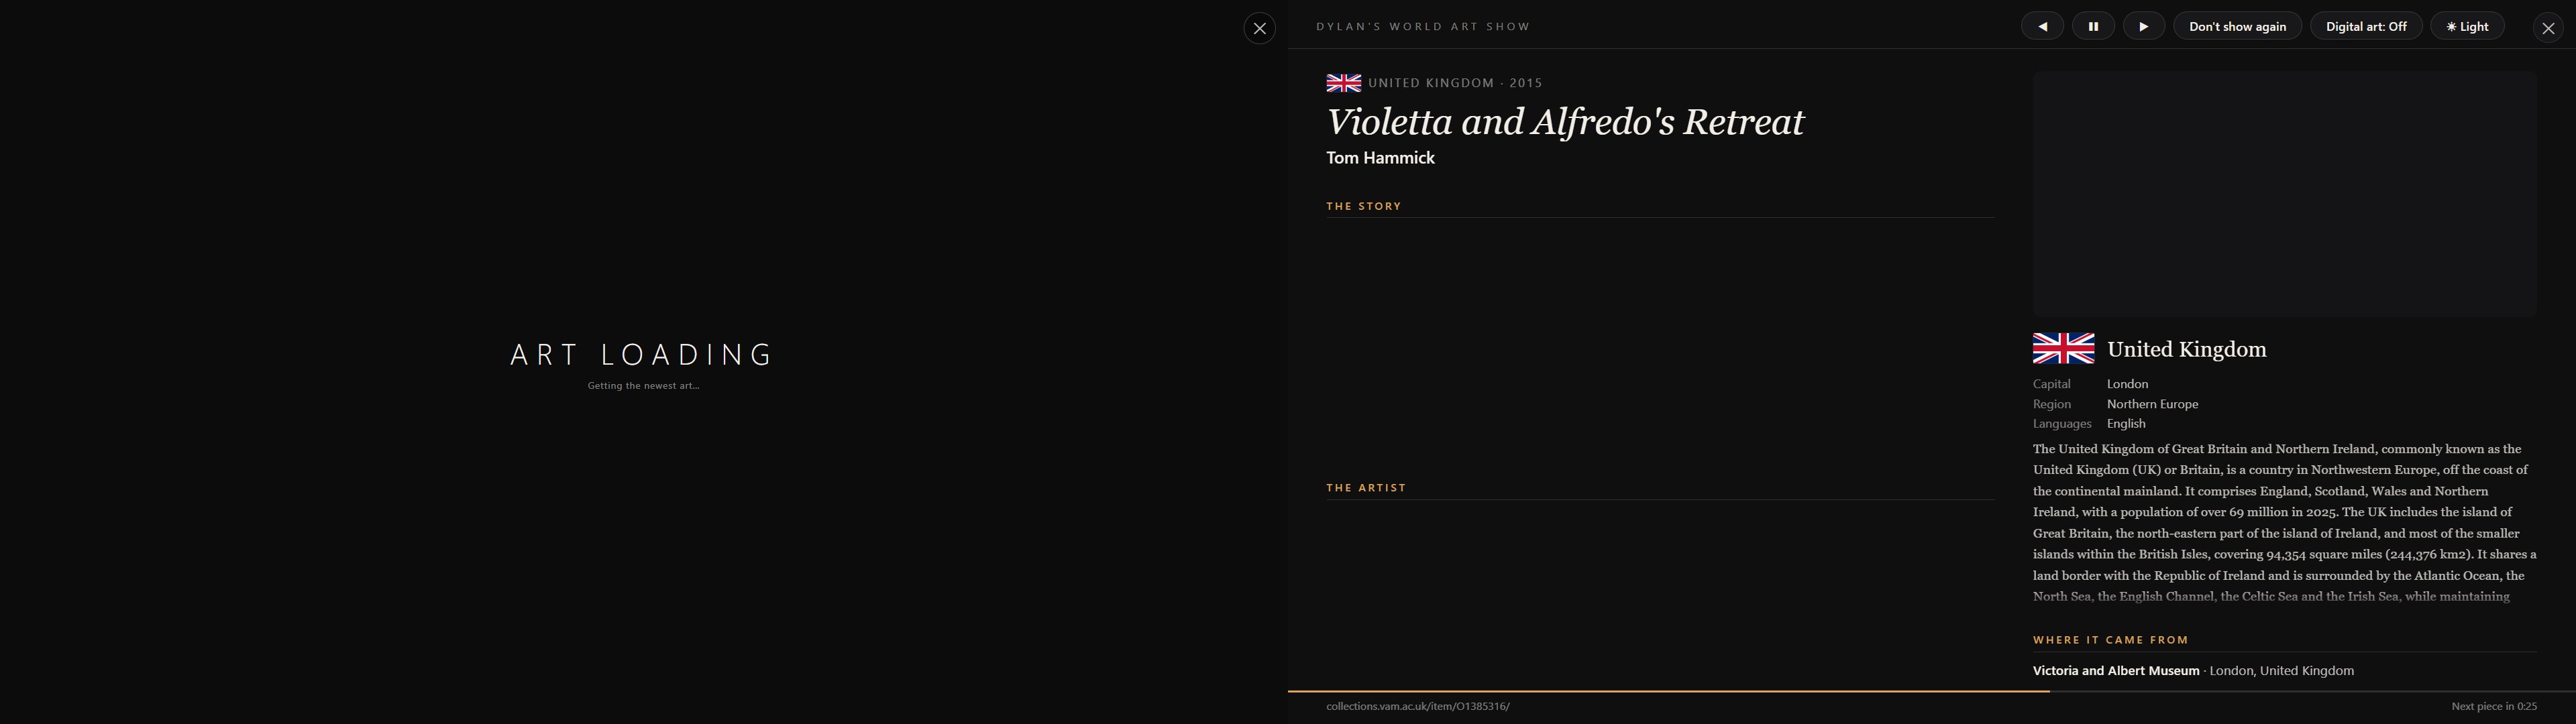 ART LOADING
Getting the newest art...
DYLAN'S WORLD ART SHOW
Don't show again
Digital art: Off
☀ Light
UNITED KINGDOM · 2015
Violetta and Alfredo's Retreat
Tom Hammick
THE STORY
THE ARTIST
United Kingdom
Capital London
Region Northern Europe
Languages English
The United Kingdom of Great Britain and Northern Ireland, commonly known as the
United Kingdom (UK) or Britain, is a country in Northwestern Europe, off the coast of
the continental mainland. It comprises England, Scotland, Wales and Northern
Ireland, with a population of over 69 million in 2025. The UK includes the island of
Great Britain, the north-eastern part of the island of Ireland, and most of the smaller
islands within the British Isles, covering 94,354 square miles (244,376 km2). It shares a
land border with the Republic of Ireland and is surrounded by the Atlantic Ocean, the
North Sea, the English Channel, the Celtic Sea and the Irish Sea, while maintaining
WHERE IT CAME FROM
Victoria and Albert Museum · London, United Kingdom
collections.vam.ac.uk/item/O1385316/
Next piece in 0:25